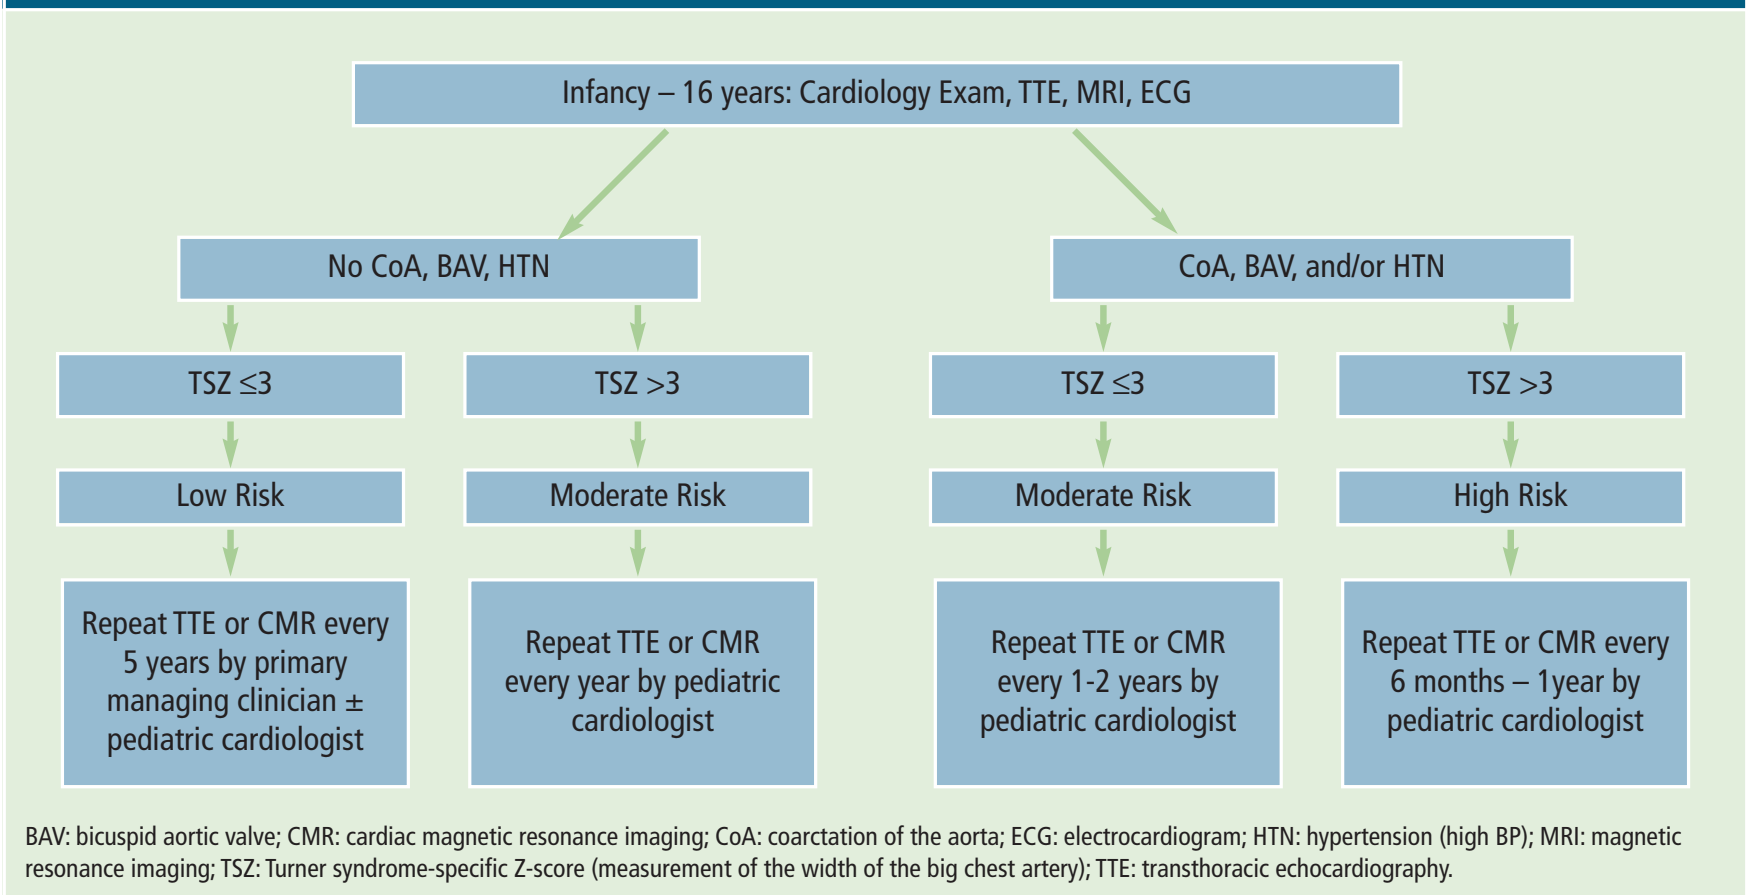 Infancy – 16 years: Cardiology Exam, TTE, MRI, ECG
No CoA, BAV, HTN
CoA, BAV, and/or HTN
TSZ ≤3
TSZ >3
TSZ ≤3
TSZ >3
Low Risk
Moderate Risk
Moderate Risk
High Risk
Repeat TTE or CMR every
5 years by primary
managing clinician ±
pediatric cardiologist
Repeat TTE or CMR
every year by pediatric
cardiologist
Repeat TTE or CMR
every 1-2 years by
pediatric cardiologist
Repeat TTE or CMR every
6 months – 1year by
pediatric cardiologist
BAV: bicuspid aortic valve; CMR: cardiac magnetic resonance imaging; CoA: coarctation of the aorta; ECG: electrocardiogram; HTN: hypertension (high BP); MRI: magnetic
resonance imaging; TSZ: Turner syndrome-specific Z-score (measurement of the width of the big chest artery); TTE: transthoracic echocardiography.